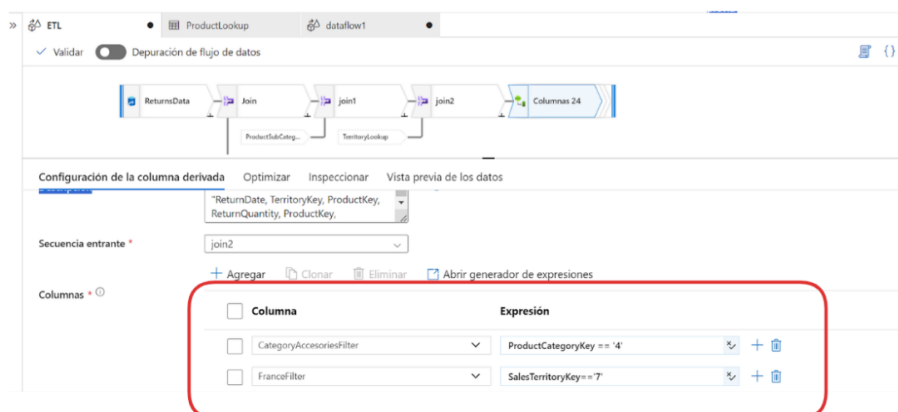 » ETL ProductLookup dataflow1
Validar Depuración de flujo de datos {}
ReturnsData Join join1 join2 Columnas 24
ProductSubCateg... TerritoryLookup
Configuración de la columna derivada Optimizar Inspeccionar Vista previa de los datos
"ReturnDate, TerritoryKey, ProductKey,
ReturnQuantity, ProductKey,
Secuencia entrante * join2
+ Agregar Clonar Eliminar Abrir generador de expresiones
Columnas *
Columna Expresión
CategoryAccesoriesFilter ProductCategoryKey == '4'
FranceFilter SalesTerritoryKey=='7'